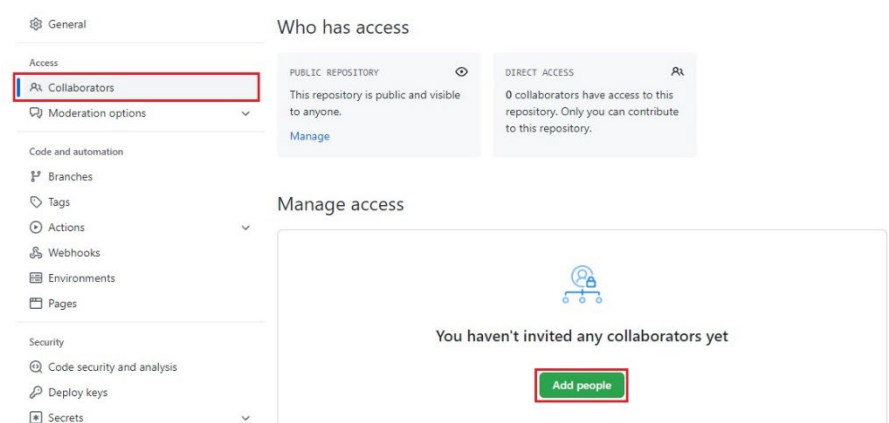 General
Access
Collaborators
Moderation options
Code and automation
Branches
Tags
Actions
Webhooks
Environments
Pages
Security
Code security and analysis
Deploy keys
Secrets
Who has access
PUBLIC REPOSITORY
This repository is public and visible
to anyone.
Manage
DIRECT ACCESS
0 collaborators have access to this
repository. Only you can contribute
to this repository.
Manage access
You haven't invited any collaborators yet
Add people